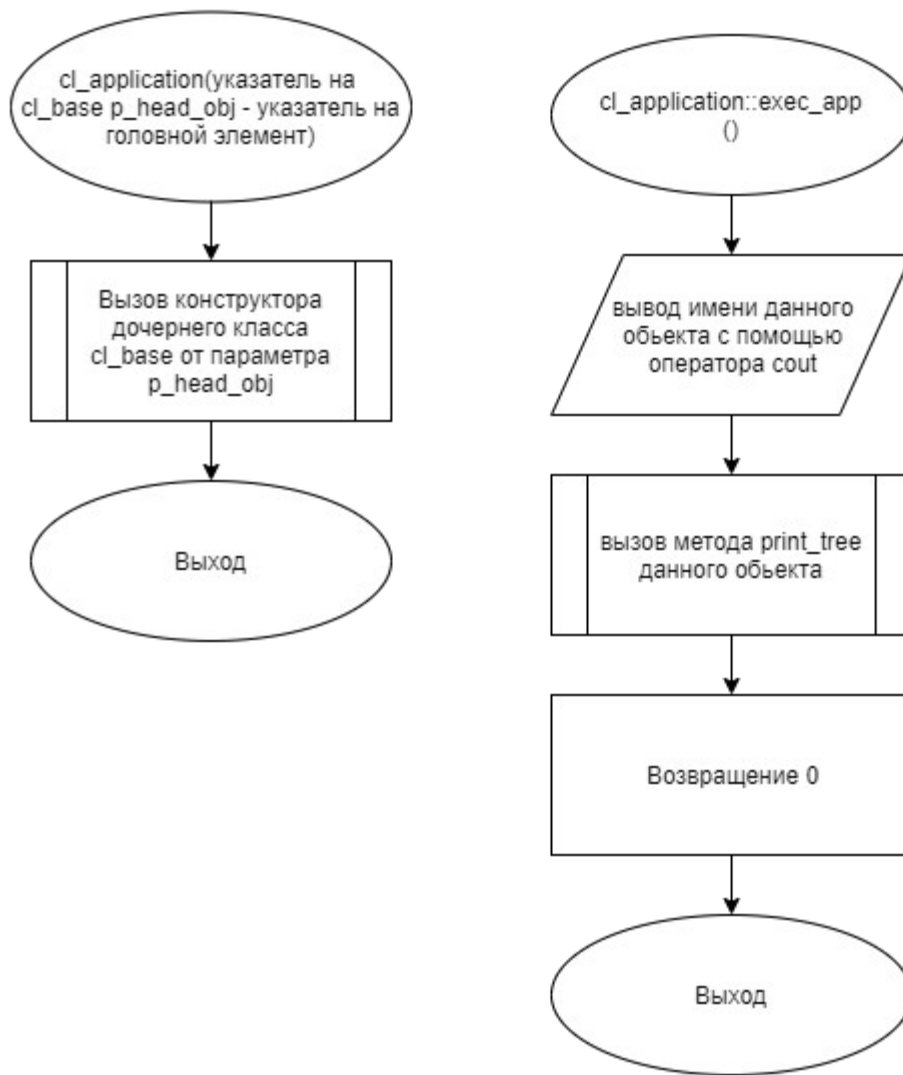 cl_application(указатель на
cl_base p_head_obj - указатель на
головной элемент)
Вызов конструктора
дочернего класса
cl_base от параметра
p_head_obj
Выход
cl_application::exec_app
()
вывод имени данного
обьекта с помощью
оператора cout
вызов метода print_tree
данного обьекта
Возвращение 0
Выход